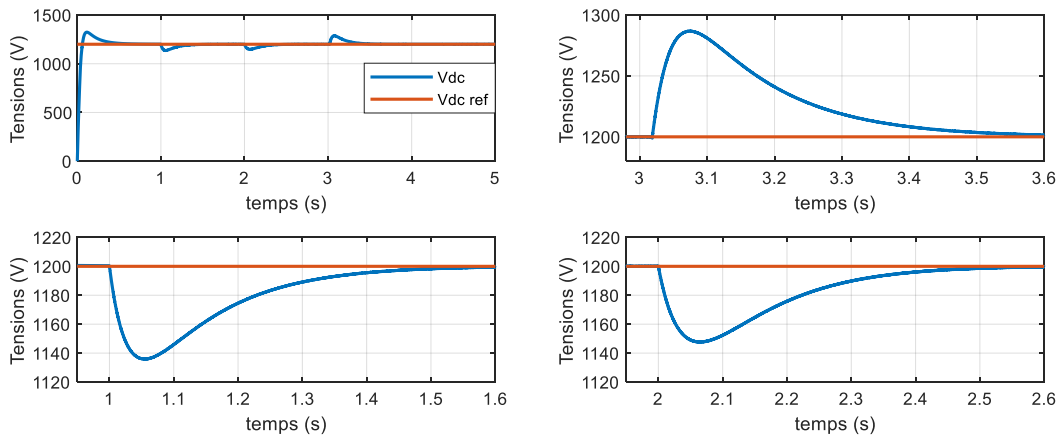 Tensions (V)
1500
1000
500
0
0 1 2 3 4 5
temps (s)
Vdc
Vdc ref
Tensions (V)
1300
1250
1200
3 3.1 3.2 3.3 3.4 3.5 3.6
temps (s)
Tensions (V)
1220
1200
1180
1160
1140
1120
1 1.1 1.2 1.3 1.4 1.5 1.6
temps (s)
Tensions (V)
1220
1200
1180
1160
1140
1120
2 2.1 2.2 2.3 2.4 2.5 2.6
temps (s)